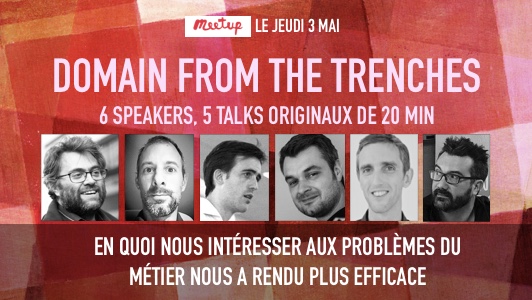 meetup LE JEUDI 3 MAI
DOMAIN FROM THE TRENCHES
6 SPEAKERS, 5 TALKS ORIGINAUX DE 20 MIN
EN QUOI NOUS INTÉRESSER AUX PROBLÈMES DU
MÉTIER NOUS A RENDU PLUS EFFICACE